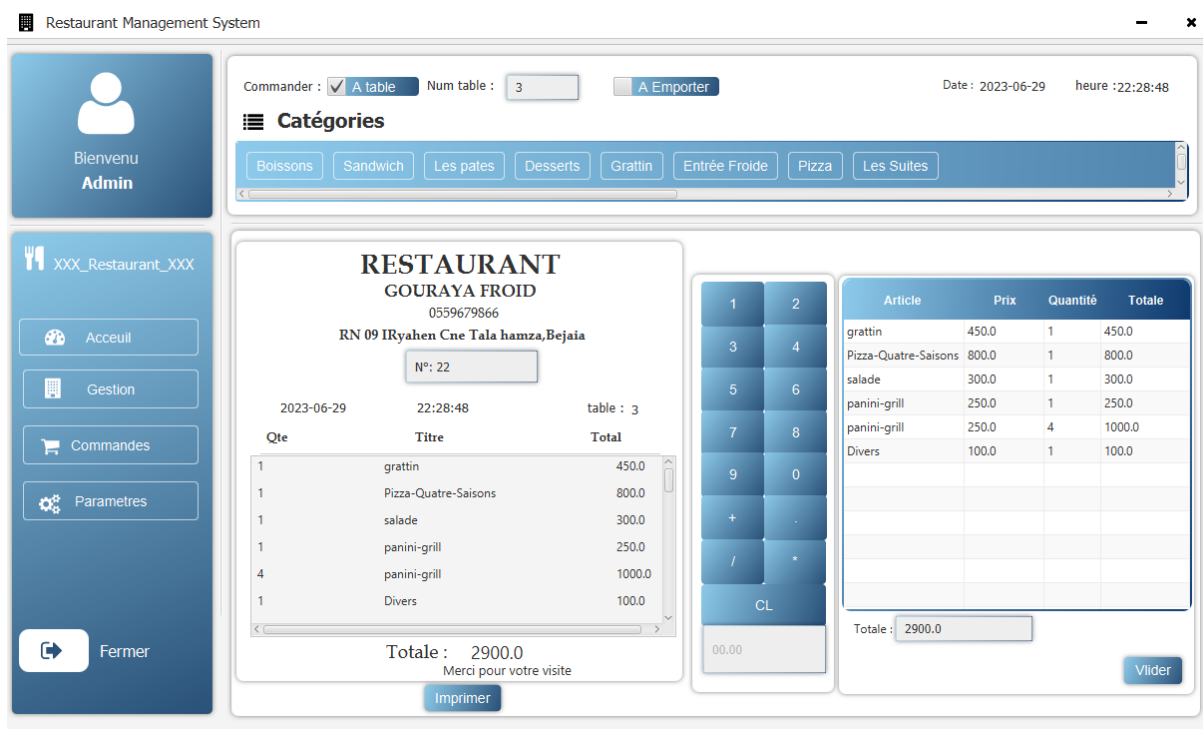 Restaurant Management System
Bienvenu
Admin
Commander : A table Num table : 3 A Emporter Date : 2023-06-29 heure :22:28:48
Catégories
Boissons Sandwich Les pates Desserts Grattin Entrée Froide Pizza Les Suites
XXX_Restaurant_XXX
Acceuil
Gestion
Commandes
Parametres
Fermer
RESTAURANT
GOURAYA FROID
0559679866
RN 09 IRyahen Cne Tala hamza,Bejaia
N°: 22
2023-06-29 22:28:48 table : 3
Qte Titre Total
1 grattin 450.0
1 Pizza-Quatre-Saisons 800.0
1 salade 300.0
1 panini-grill 250.0
4 panini-grill 1000.0
1 Divers 100.0
Totale : 2900.0
Merci pour votre visite
Imprimer
1 2
3 4
5 6
7 8
9 0
+ .
/ *
CL
00.00
Article Prix Quantité Totale
grattin 450.0 1 450.0
Pizza-Quatre-Saisons 800.0 1 800.0
salade 300.0 1 300.0
panini-grill 250.0 1 250.0
panini-grill 250.0 4 1000.0
Divers 100.0 1 100.0
Totale : 2900.0
Vlider